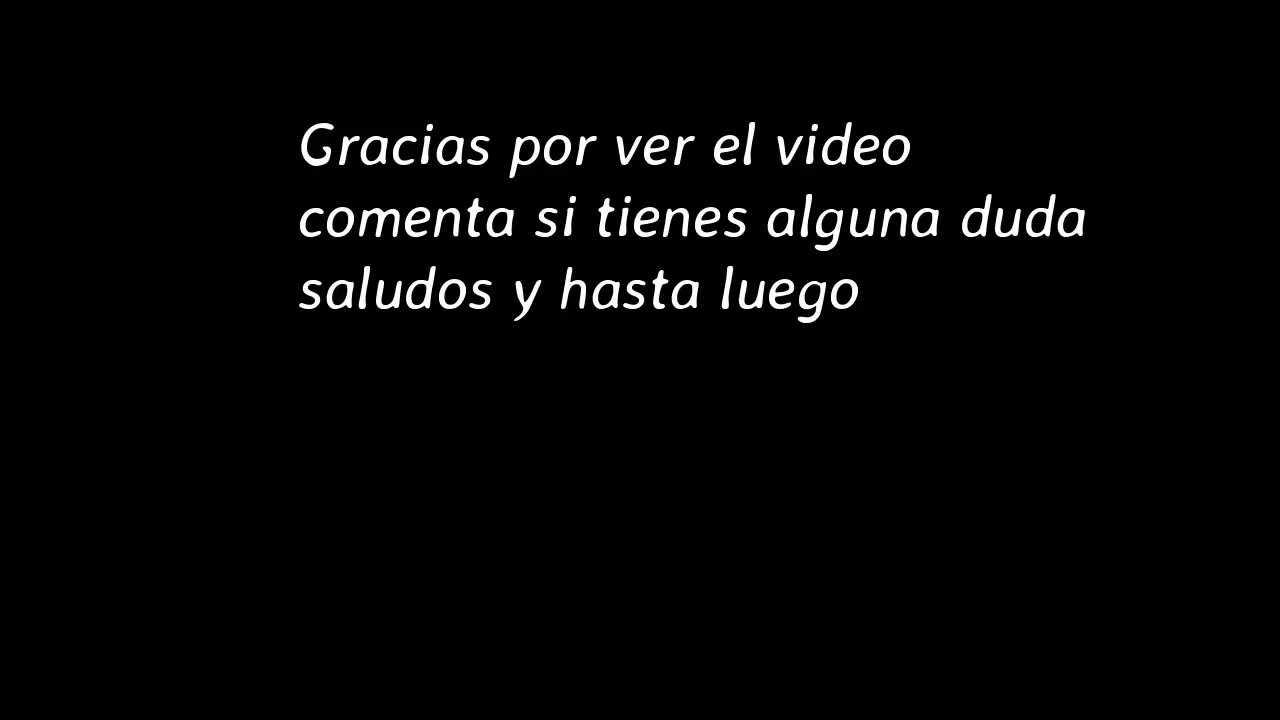 Gracias por ver el video
comenta si tienes alguna duda
saludos y hasta luego